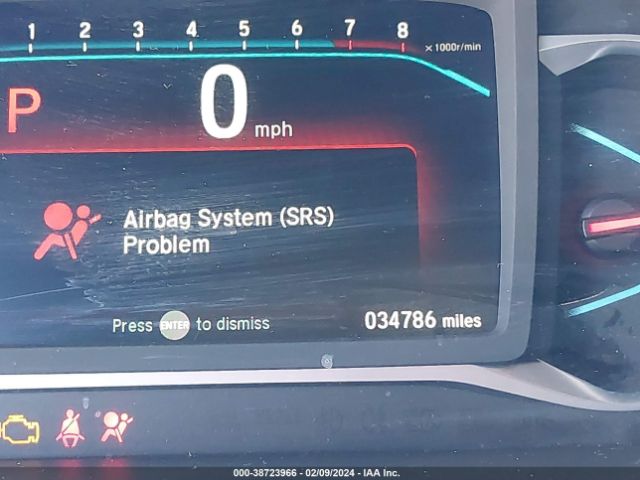 1 2 3 4 5 6 7 8 x 1000r/min
P 0 mph
Airbag System (SRS)
Problem
Press ENTER to dismiss
034786 miles
000-38723966 - 02/09/2024 - IAA Inc.